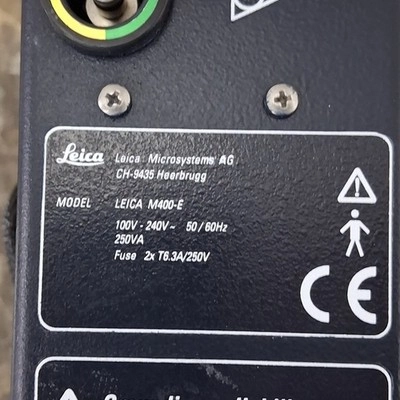 Leica Leica Microsystems AG
CH-9435 Heerbrugg
MODEL LEICA M400-E
100V - 240V~ 50 / 60Hz
250VA
Fuse 2x T6.3A/250V
CE